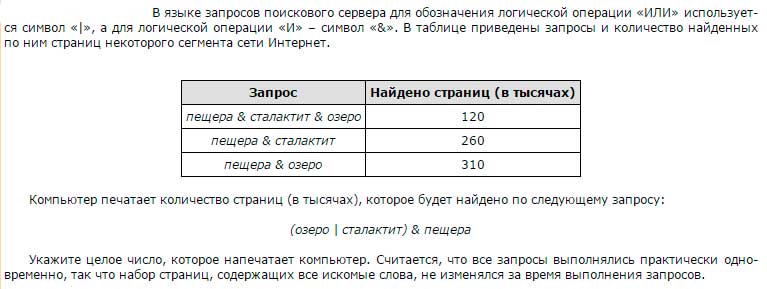 В языке запросов поискового сервера для обозначения логической операции «ИЛИ» использует-
ся символ «|», а для логической операции «И» – символ «&». В таблице приведены запросы и количество найденных
по ним страниц некоторого сегмента сети Интернет.
Запрос Найдено страниц (в тысячах)
пещера & сталактит & озеро 120
пещера & сталактит 260
пещера & озеро 310
Компьютер печатает количество страниц (в тысячах), которое будет найдено по следующему запросу:
(озеро | сталактит) & пещера
Укажите целое число, которое напечатает компьютер. Считается, что все запросы выполнялись практически одно-
временно, так что набор страниц, содержащих все искомые слова, не изменялся за время выполнения запросов.